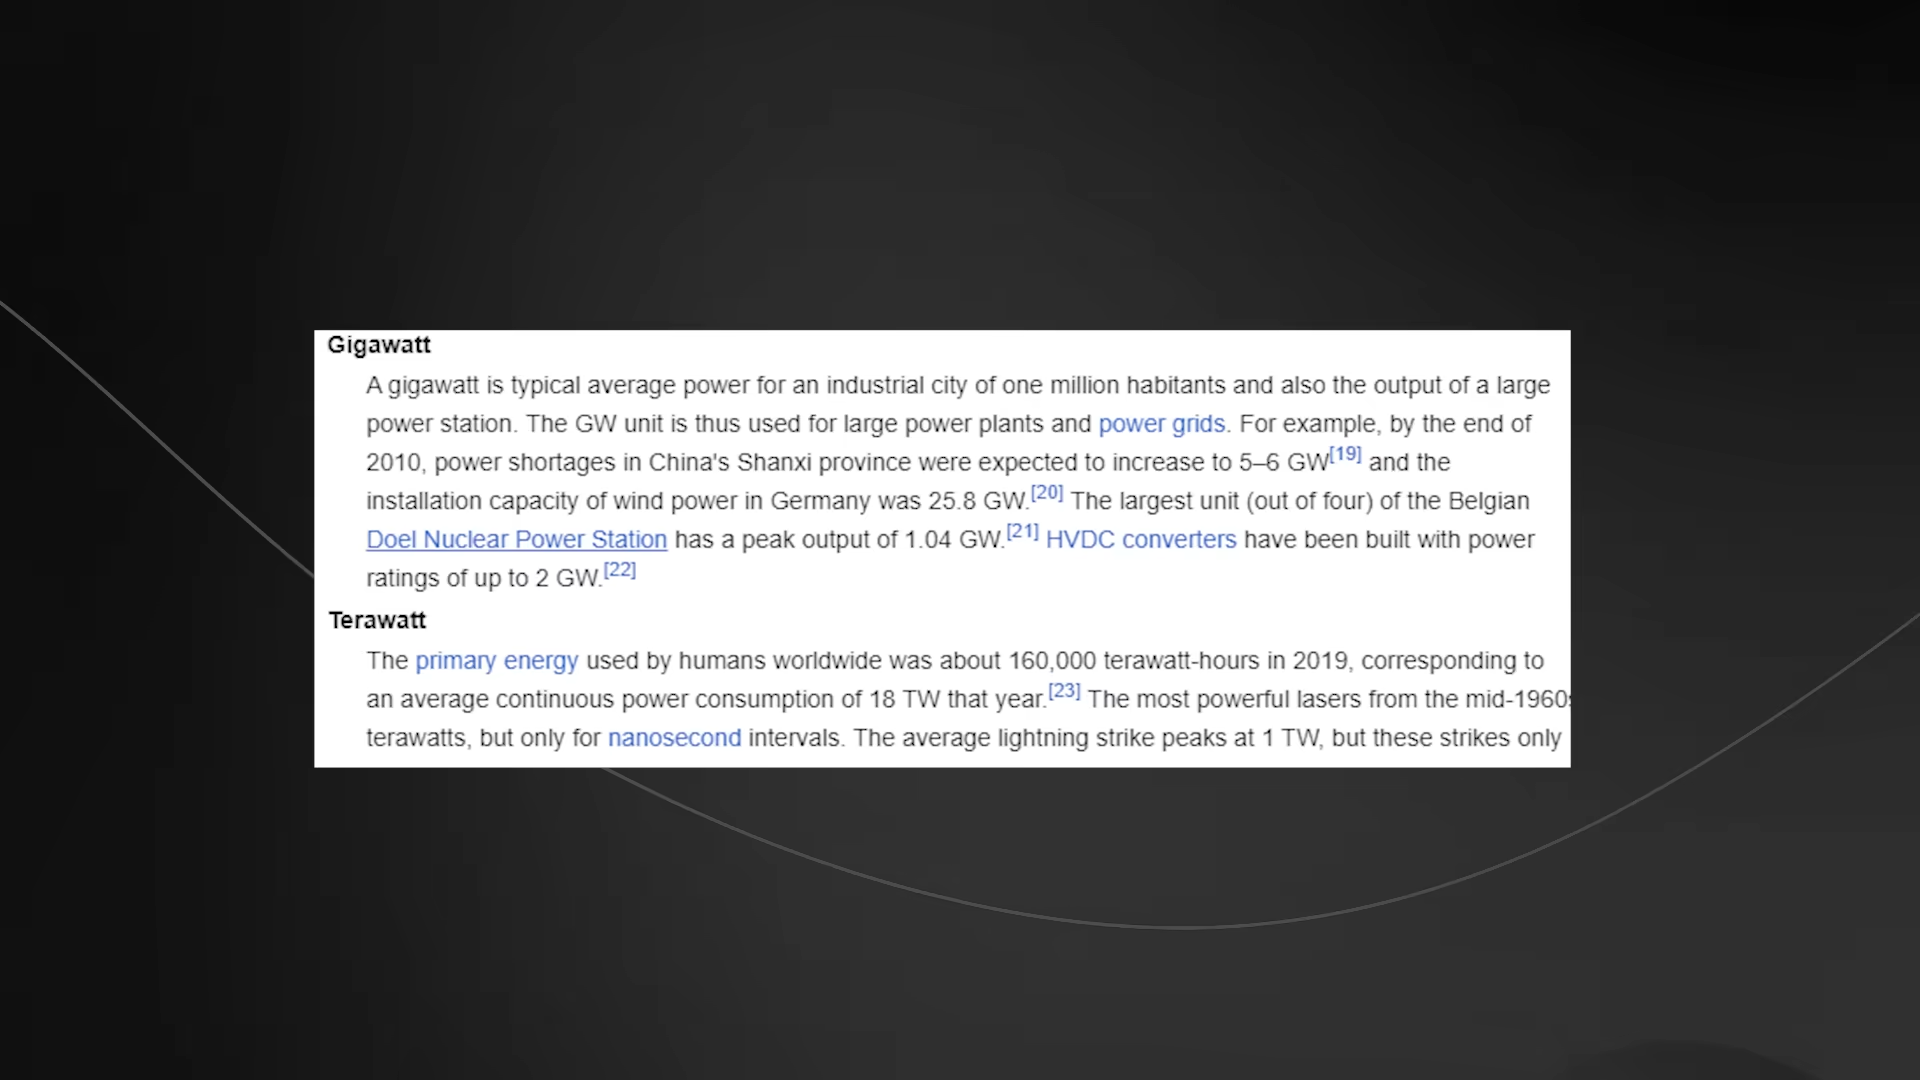 Gigawatt
A gigawatt is typical average power for an industrial city of one million habitants and also the output of a large
power station. The GW unit is thus used for large power plants and power grids. For example, by the end of
2010, power shortages in China's Shanxi province were expected to increase to 5–6 GW[19] and the
installation capacity of wind power in Germany was 25.8 GW.[20] The largest unit (out of four) of the Belgian
Doel Nuclear Power Station has a peak output of 1.04 GW.[21] HVDC converters have been built with power
ratings of up to 2 GW.[22]
Terawatt
The primary energy used by humans worldwide was about 160,000 terawatt-hours in 2019, corresponding to
an average continuous power consumption of 18 TW that year.[23] The most powerful lasers from the mid-1960s
terawatts, but only for nanosecond intervals. The average lightning strike peaks at 1 TW, but these strikes only